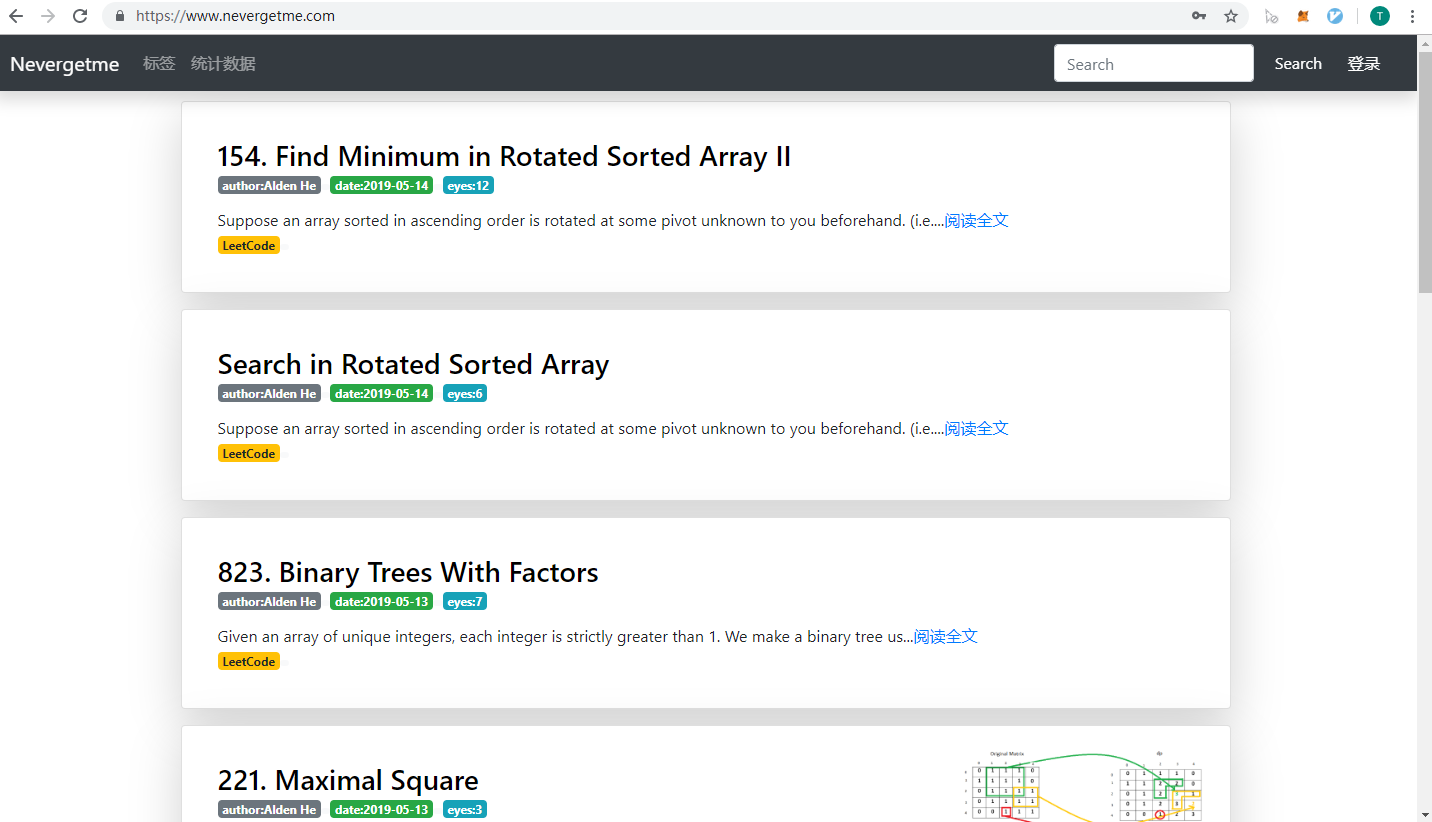 https://www.nevergetme.com
T
Nevergetme 标签 统计数据 Search Search 登录
154. Find Minimum in Rotated Sorted Array II
author:Alden He date:2019-05-14 eyes:12
Suppose an array sorted in ascending order is rotated at some pivot unknown to you beforehand. (i.e....阅读全文
LeetCode
Search in Rotated Sorted Array
author:Alden He date:2019-05-14 eyes:6
Suppose an array sorted in ascending order is rotated at some pivot unknown to you beforehand. (i.e....阅读全文
LeetCode
823. Binary Trees With Factors
author:Alden He date:2019-05-13 eyes:7
Given an array of unique integers, each integer is strictly greater than 1. We make a binary tree us...阅读全文
LeetCode
221. Maximal Square
author:Alden He date:2019-05-13 eyes:3
Original Matrix